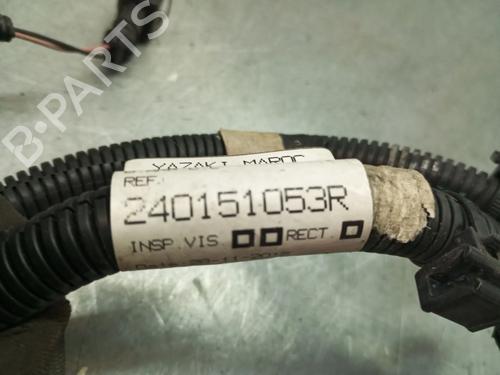 YAZAKI MAROC
REF.:
240151053R
INSP.VIS RECT.
B-PARTS